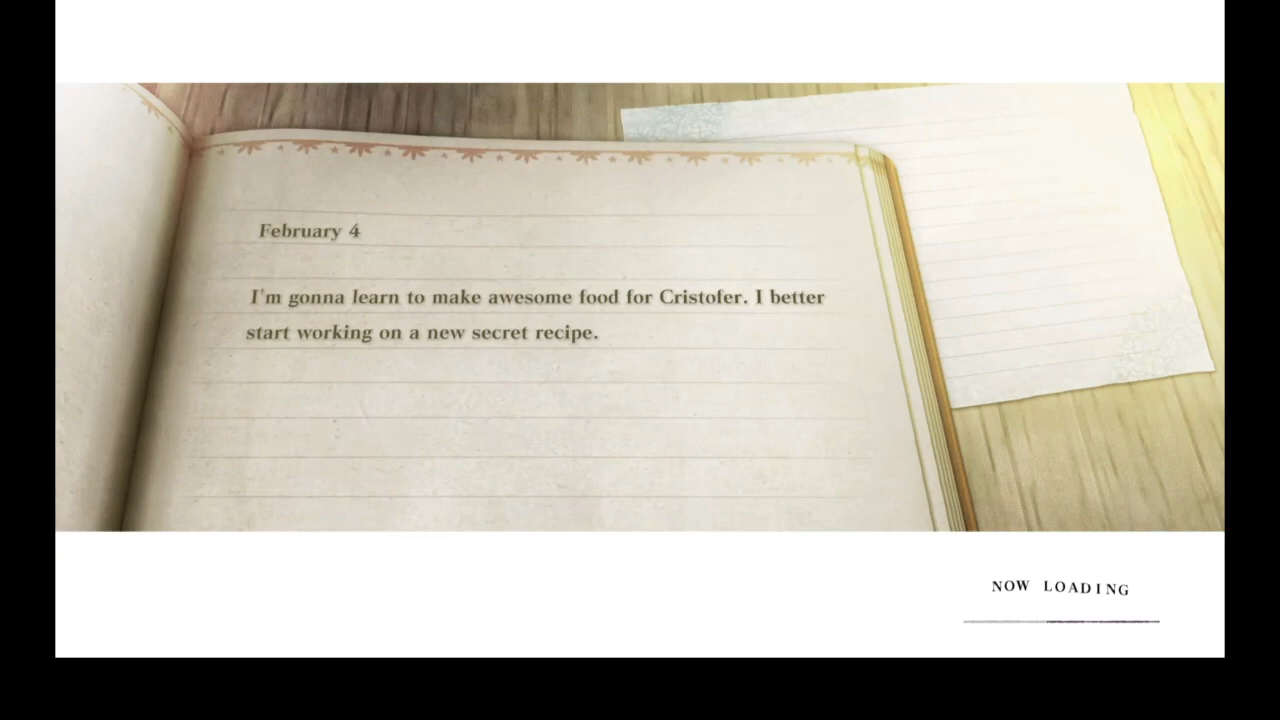 February 4
I'm gonna learn to make awesome food for Cristofer. I better
start working on a new secret recipe.
NOW LOADING